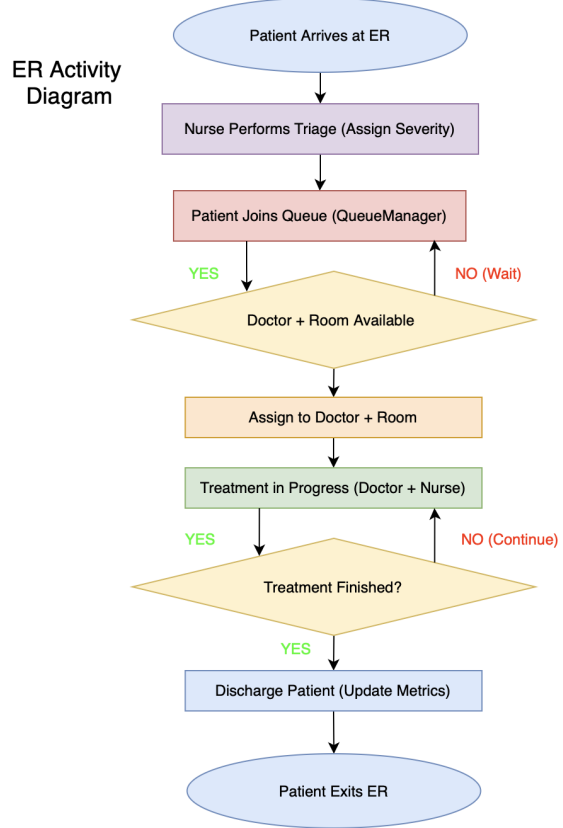 Patient Arrives at ER
ER Activity
Diagram
Nurse Performs Triage (Assign Severity)
Patient Joins Queue (QueueManager)
YES
NO (Wait)
Doctor + Room Available
Assign to Doctor + Room
Treatment in Progress (Doctor + Nurse)
YES
NO (Continue)
Treatment Finished?
YES
Discharge Patient (Update Metrics)
Patient Exits ER